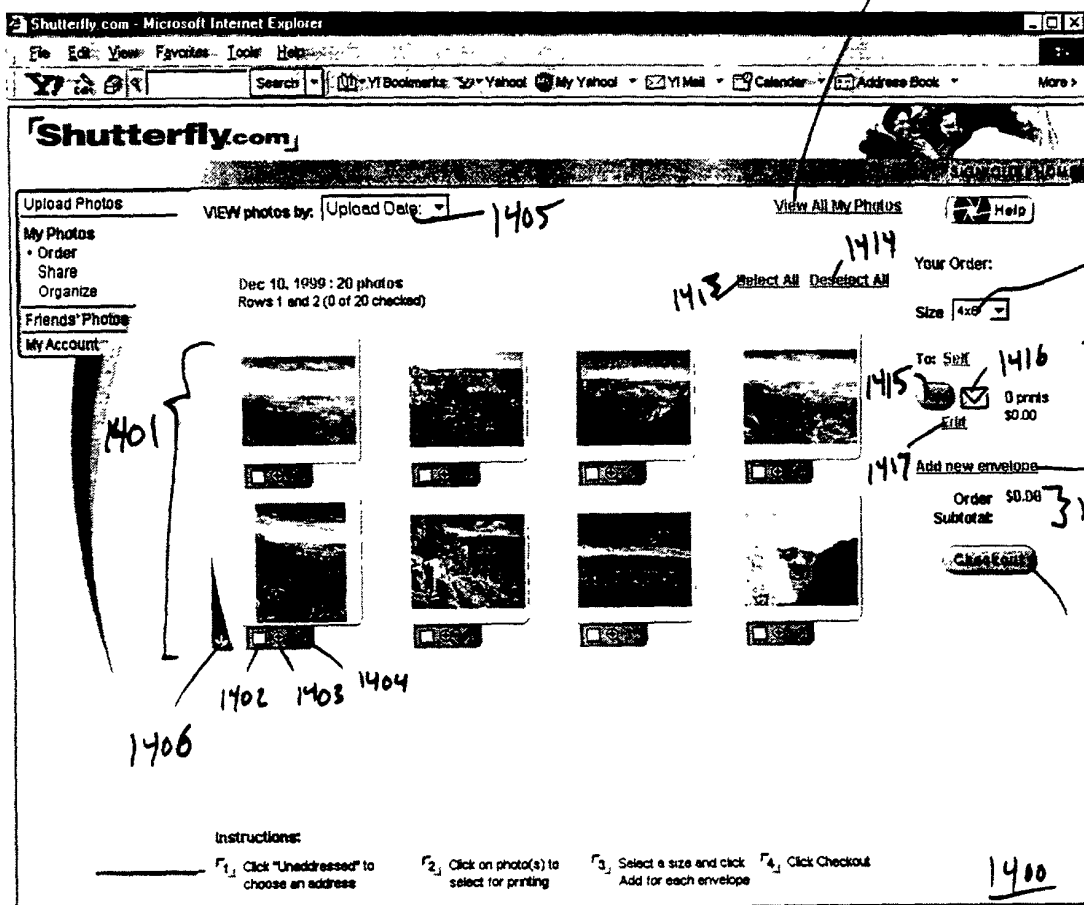 Shutterfly.com - Microsoft Internet Explorer
File Edit View Favorites Tools Help
Search Y! Bookmarks Yahoo! My Yahoo! Y! Mail Calendar Address Book More >
Shutterfly.com
Upload Photos
VIEW photos by: Upload Date: 1405
View All My Photos
Help
My Photos
• Order
Share
Organize
Friends' Photos
My Account
Dec 10, 1999 : 20 photos
Rows 1 and 2 (0 of 20 checked)
1413 Select All Deselect All 1414
Your Order:
Size 4x6
To: Self
1415 1416
0 prints
$0.00
Edit
1417 Add new envelope
Order Subtotal: $0.00
Checkout
1401
1402 1403 1404
1406
Instructions:
1 Click "Unaddressed" to choose an address
2 Click on photo(s) to select for printing
3 Select a size and click Add for each envelope
4 Click Checkout
1400